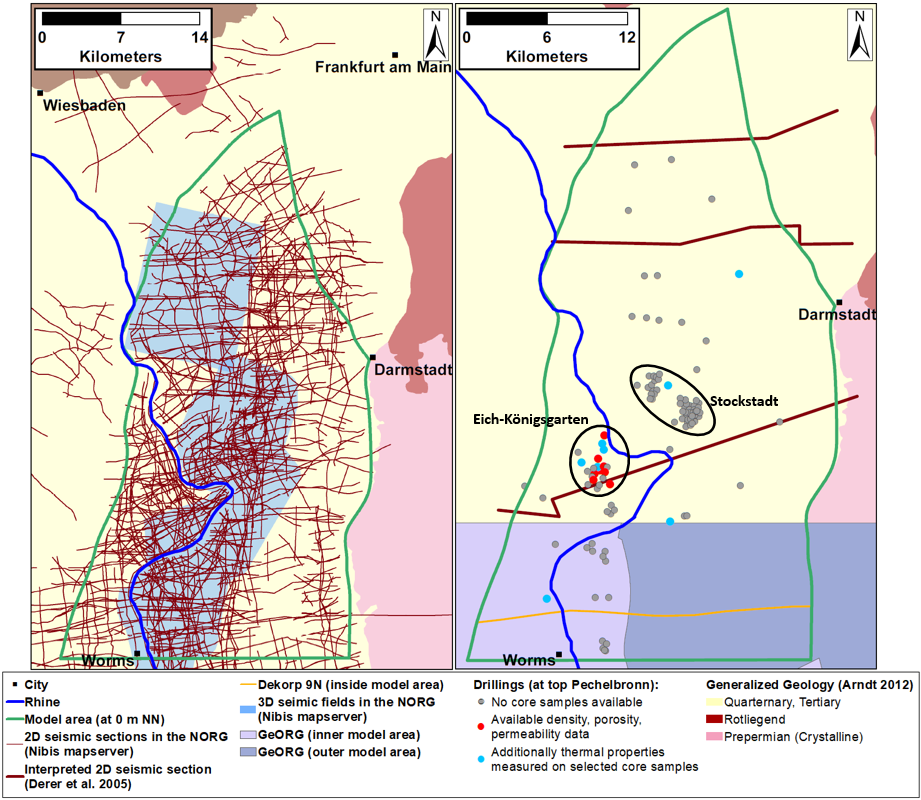 0 7 14
Kilometers
N
Frankfurt am Main
Wiesbaden
Darmstadt
Worms
0 6 12
Kilometers
N
Darmstadt
Stockstadt
Eich-Königsgarten
Worms
City
Rhine
Model area (at 0 m NN)
2D seismic sections in the NORG
(Nibis mapserver)
Interpreted 2D seismic section
(Derer et al. 2005)
Dekorp 9N (inside model area)
3D seimic fields in the NORG
(Nibis mapserver)
GeORG (inner model area)
GeORG (outer model area)
Drillings (at top Pechelbronn):
No core samples available
Available density, porosity,
permeability data
Additionally thermal properties
measured on selected core samples
Generalized Geology (Arndt 2012)
Quarternary, Tertiary
Rotliegend
Prepermian (Crystalline)